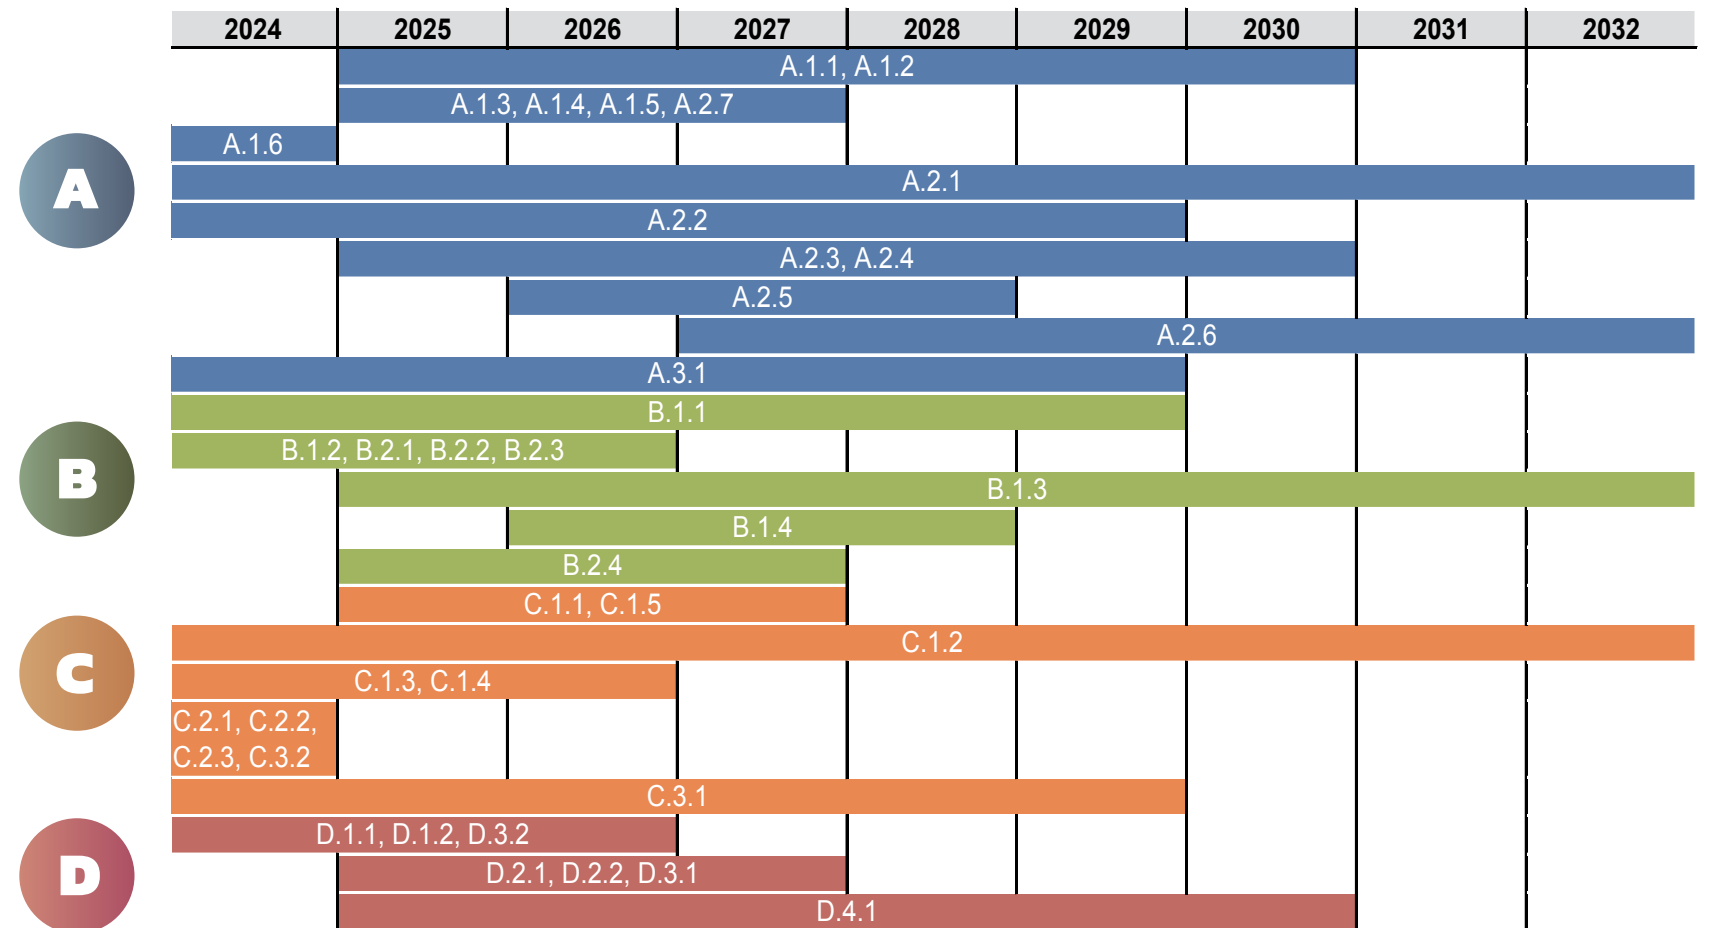 2024 2025 2026 2027 2028 2029 2030 2031 2032
A.1.1, A.1.2
A.1.3, A.1.4, A.1.5, A.2.7
A.1.6
A
A.2.1
A.2.2
A.2.3, A.2.4
A.2.5
A.2.6
A.3.1
B.1.1
B.1.2, B.2.1, B.2.2, B.2.3
B
B.1.3
B.1.4
B.2.4
C.1.1, C.1.5
C.1.2
C
C.1.3, C.1.4
C.2.1, C.2.2,
C.2.3, C.3.2
C.3.1
D.1.1, D.1.2, D.3.2
D
D.2.1, D.2.2, D.3.1
D.4.1